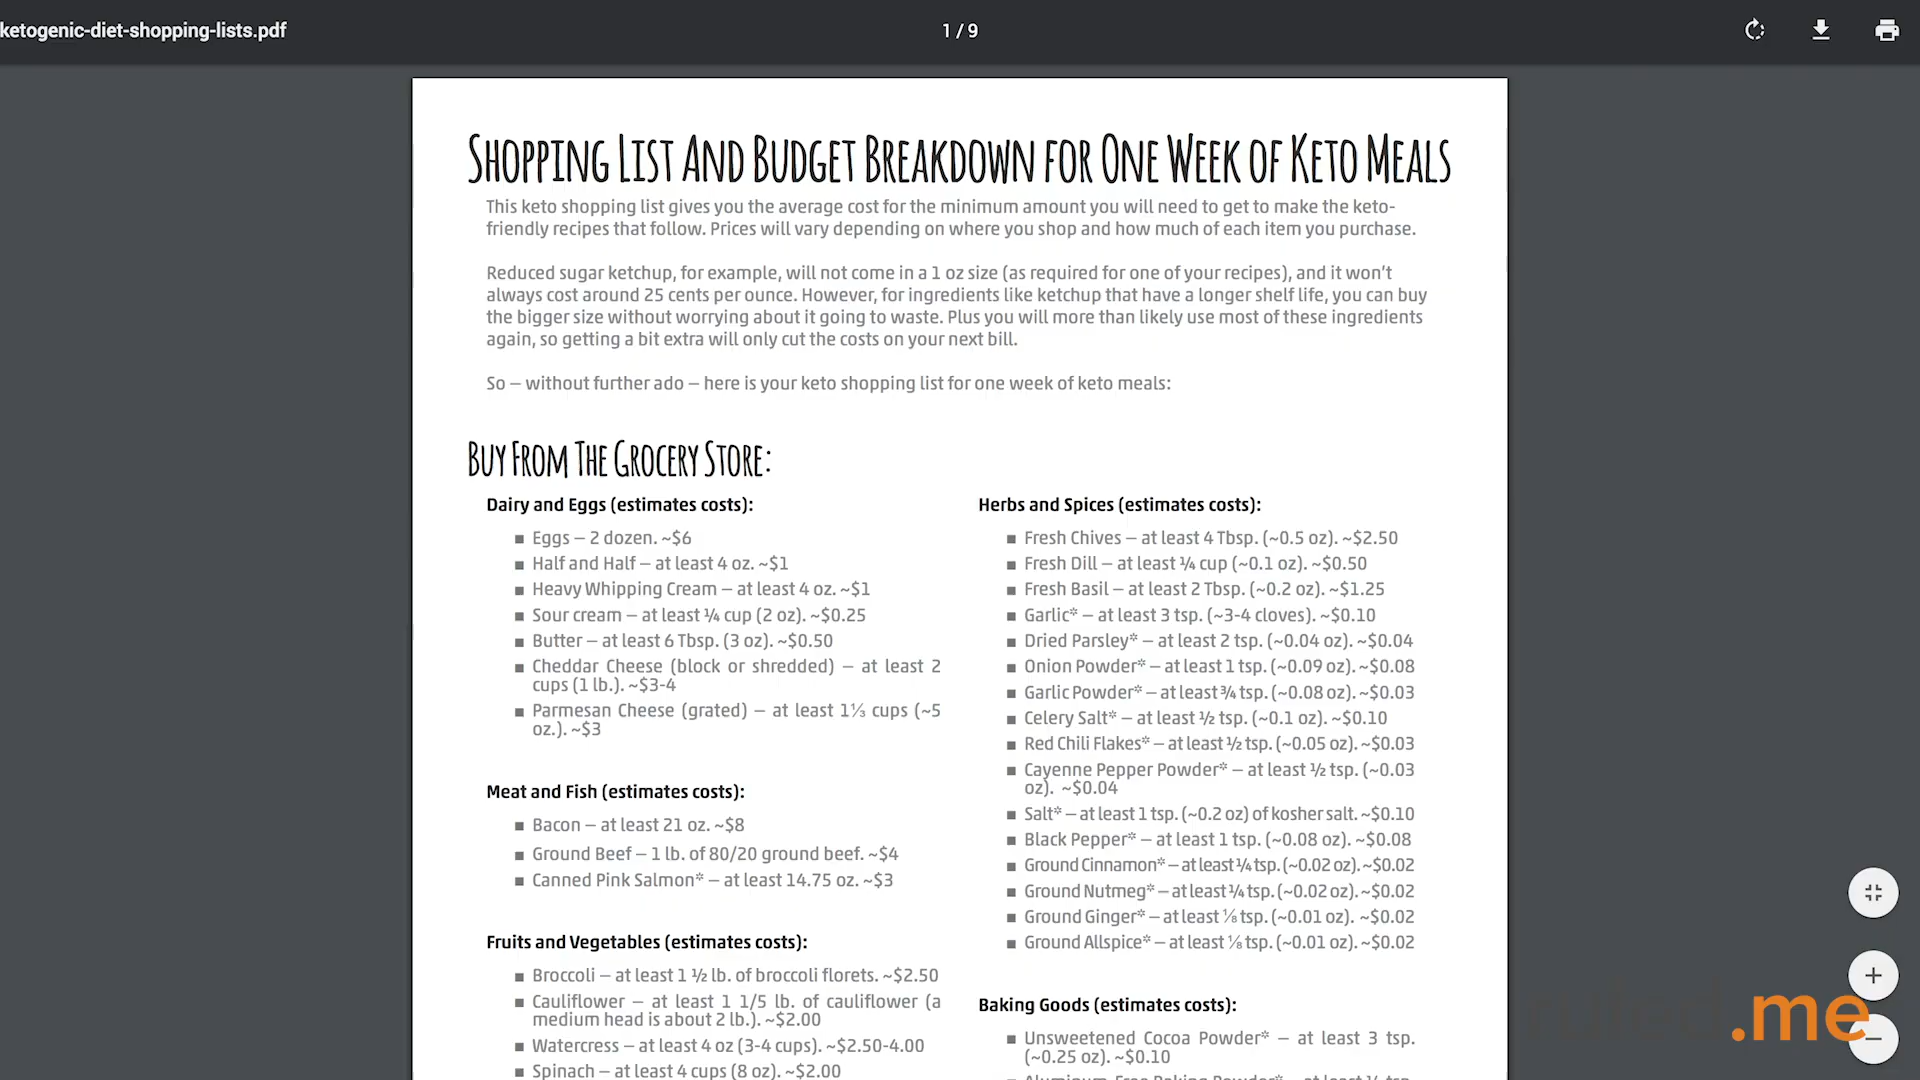 ketogenic-diet-shopping-lists.pdf
1 / 9
SHOPPING LIST AND BUDGET BREAKDOWN FOR ONE WEEK OF KETO MEALS
This keto shopping list gives you the average cost for the minimum amount you will need to get to make the keto-
friendly recipes that follow. Prices will vary depending on where you shop and how much of each item you purchase.
Reduced sugar ketchup, for example, will not come in a 1 oz size (as required for one of your recipes), and it won't
always cost around 25 cents per ounce. However, for ingredients like ketchup that have a longer shelf life, you can buy
the bigger size without worrying about it going to waste. Plus you will more than likely use most of these ingredients
again, so getting a bit extra will only cut the costs on your next bill.
So – without further ado – here is your keto shopping list for one week of keto meals:
BUY FROM THE GROCERY STORE:
Dairy and Eggs (estimates costs):
■ Eggs – 2 dozen. ~$6
■ Half and Half – at least 4 oz. ~$1
■ Heavy Whipping Cream – at least 4 oz. ~$1
■ Sour cream – at least ¼ cup (2 oz). ~$0.25
■ Butter – at least 6 Tbsp. (3 oz). ~$0.50
■ Cheddar Cheese (block or shredded) – at least 2
cups (1 lb.). ~$3-4
■ Parmesan Cheese (grated) – at least 1⅓ cups (~5
oz.). ~$3
Meat and Fish (estimates costs):
■ Bacon – at least 21 oz. ~$8
■ Ground Beef – 1 lb. of 80/20 ground beef. ~$4
■ Canned Pink Salmon* – at least 14.75 oz. ~$3
Fruits and Vegetables (estimates costs):
■ Broccoli – at least 1 ½ lb. of broccoli florets. ~$2.50
■ Cauliflower – at least 1 1/5 lb. of cauliflower (a
medium head is about 2 lb.). ~$2.00
■ Watercress – at least 4 oz (3-4 cups). ~$2.50-4.00
■ Spinach – at least 4 cups (8 oz). ~$2.00
Herbs and Spices (estimates costs):
■ Fresh Chives – at least 4 Tbsp. (~0.5 oz). ~$2.50
■ Fresh Dill – at least ¼ cup (~0.1 oz). ~$0.50
■ Fresh Basil – at least 2 Tbsp. (~0.2 oz). ~$1.25
■ Garlic* – at least 3 tsp. (~3-4 cloves). ~$0.10
■ Dried Parsley* – at least 2 tsp. (~0.04 oz). ~$0.04
■ Onion Powder* – at least 1 tsp. (~0.09 oz). ~$0.08
■ Garlic Powder* – at least ¾ tsp. (~0.08 oz). ~$0.03
■ Celery Salt* – at least ½ tsp. (~0.1 oz). ~$0.10
■ Red Chili Flakes* – at least ½ tsp. (~0.05 oz). ~$0.03
■ Cayenne Pepper Powder* – at least ½ tsp. (~0.03
oz). ~$0.04
■ Salt* – at least 1 tsp. (~0.2 oz) of kosher salt. ~$0.10
■ Black Pepper* – at least 1 tsp. (~0.08 oz). ~$0.08
■ Ground Cinnamon* – at least ¼ tsp. (~0.02 oz). ~$0.02
■ Ground Nutmeg* – at least ¼ tsp. (~0.02 oz). ~$0.02
■ Ground Ginger* – at least ⅛ tsp. (~0.01 oz). ~$0.02
■ Ground Allspice* – at least ⅛ tsp. (~0.01 oz). ~$0.02
Baking Goods (estimates costs):
■ Unsweetened Cocoa Powder* – at least 3 tsp.
(~0.25 oz). ~$0.10
.me